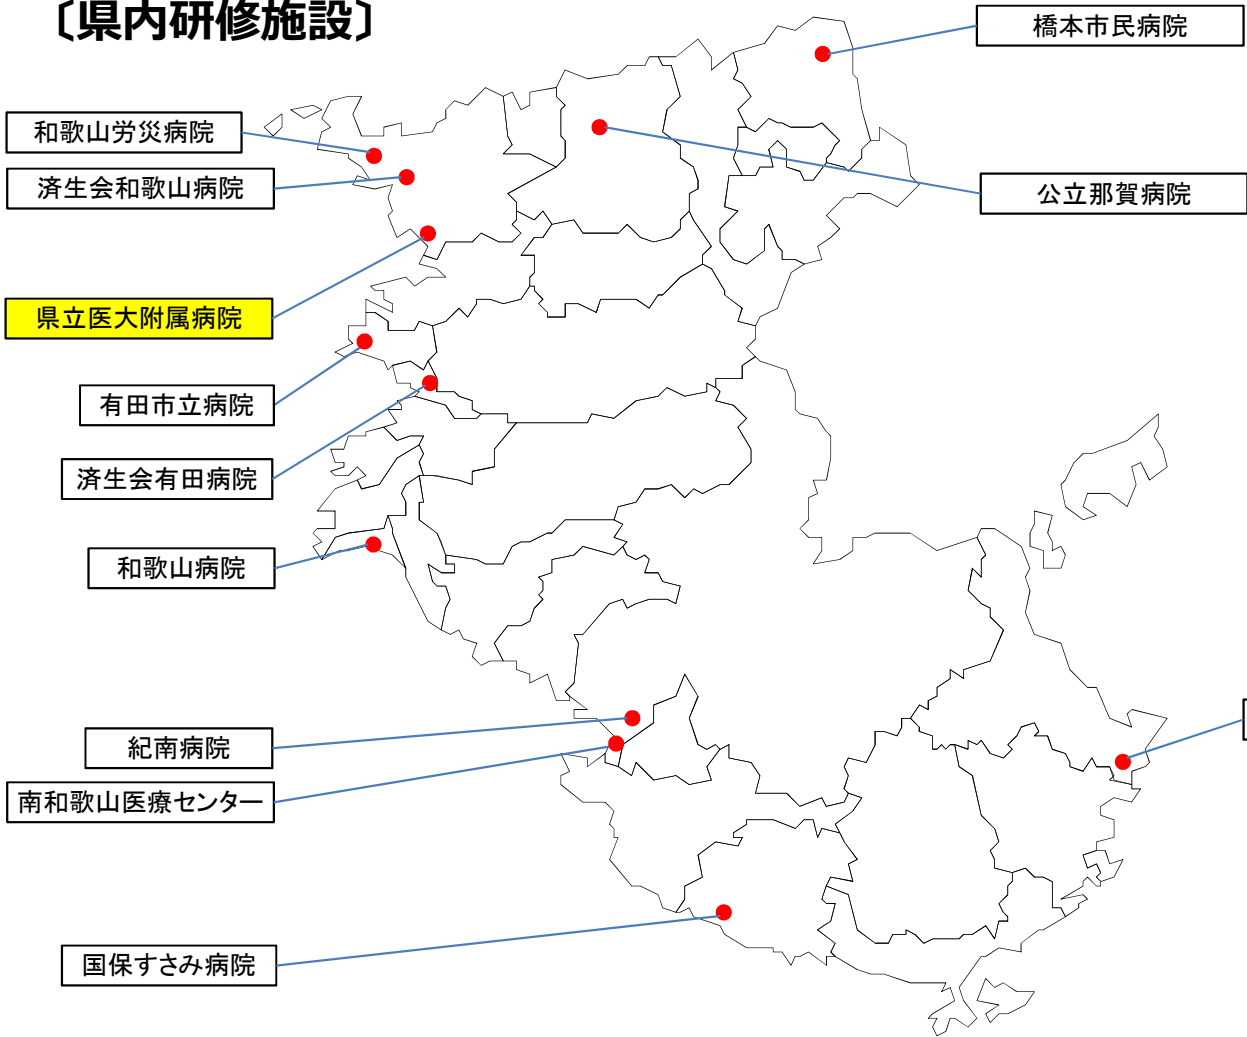 〔県内研修施設〕
橋本市民病院
和歌山労災病院
済生会和歌山病院
公立那賀病院
県立医大附属病院
有田市立病院
済生会有田病院
和歌山病院
紀南病院
南和歌山医療センター
国保すさみ病院